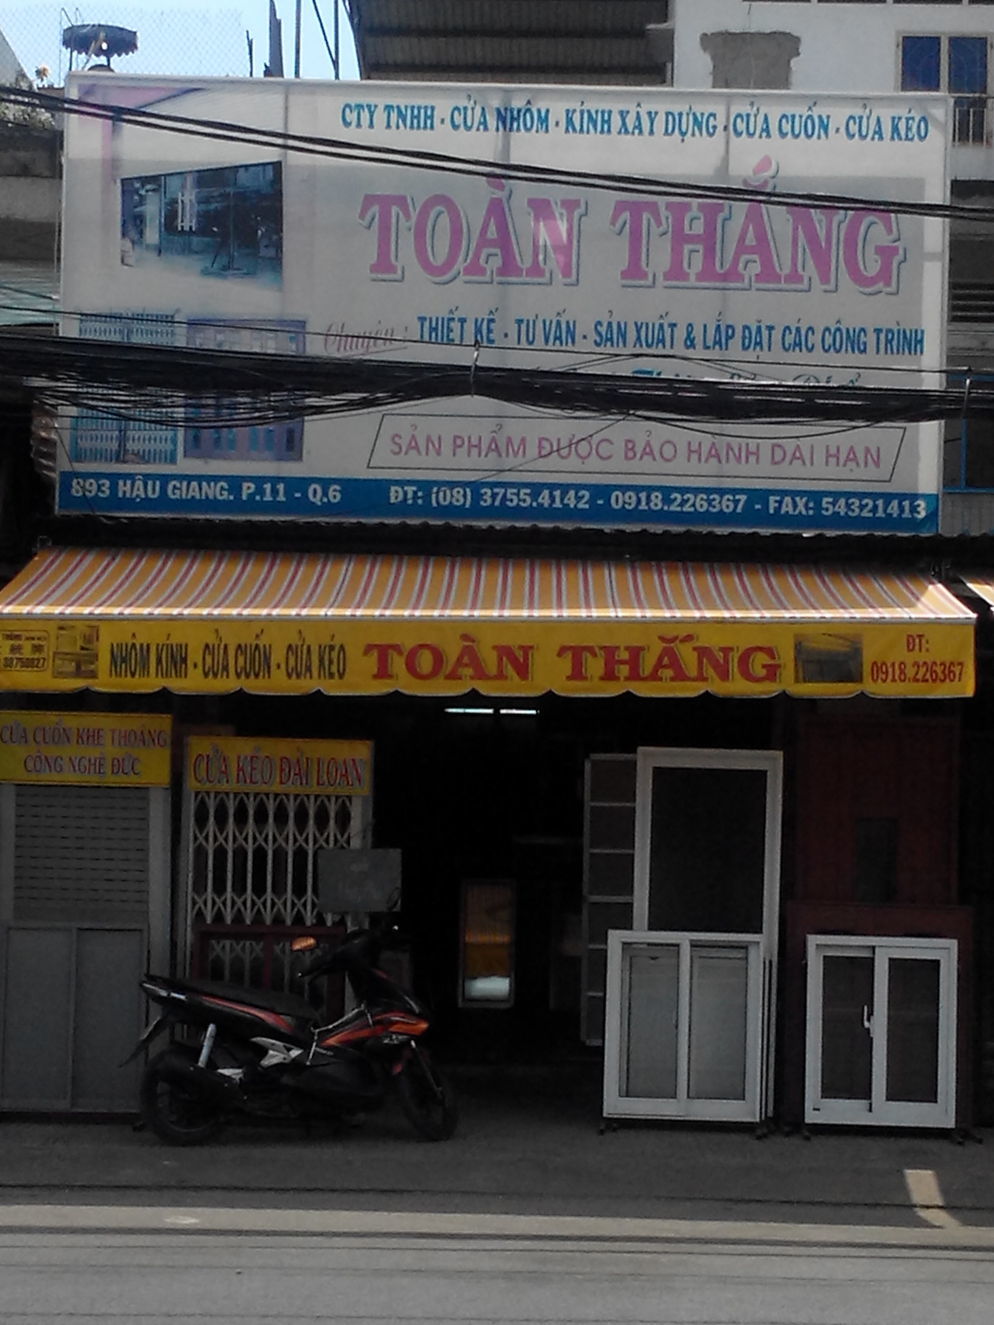 CTY TNHH - CỬA NHÔM - KÍNH XÂY DỰNG - CỬA CUỐN - CỬA KÉO
TOÀN THẮNG
Chuyên : THIẾT KẾ - TƯ VẤN - SẢN XUẤT & LẮP ĐẶT CÁC CÔNG TRÌNH
SẢN PHẨM ĐƯỢC BẢO HÀNH DÀI HẠN
893 HẬU GIANG. P.11 - Q.6 ĐT: (08) 3755.4142 - 0918.226367 - FAX: 54321413
NHÔM KÍNH - CỬA CUỐN - CỬA KÉO TOÀN THẮNG ĐT:
0918.226367
CỬA CUỐN KHE THOÁNG
CÔNG NGHỆ ĐỨC
CỬA KÉO ĐÀI LOAN